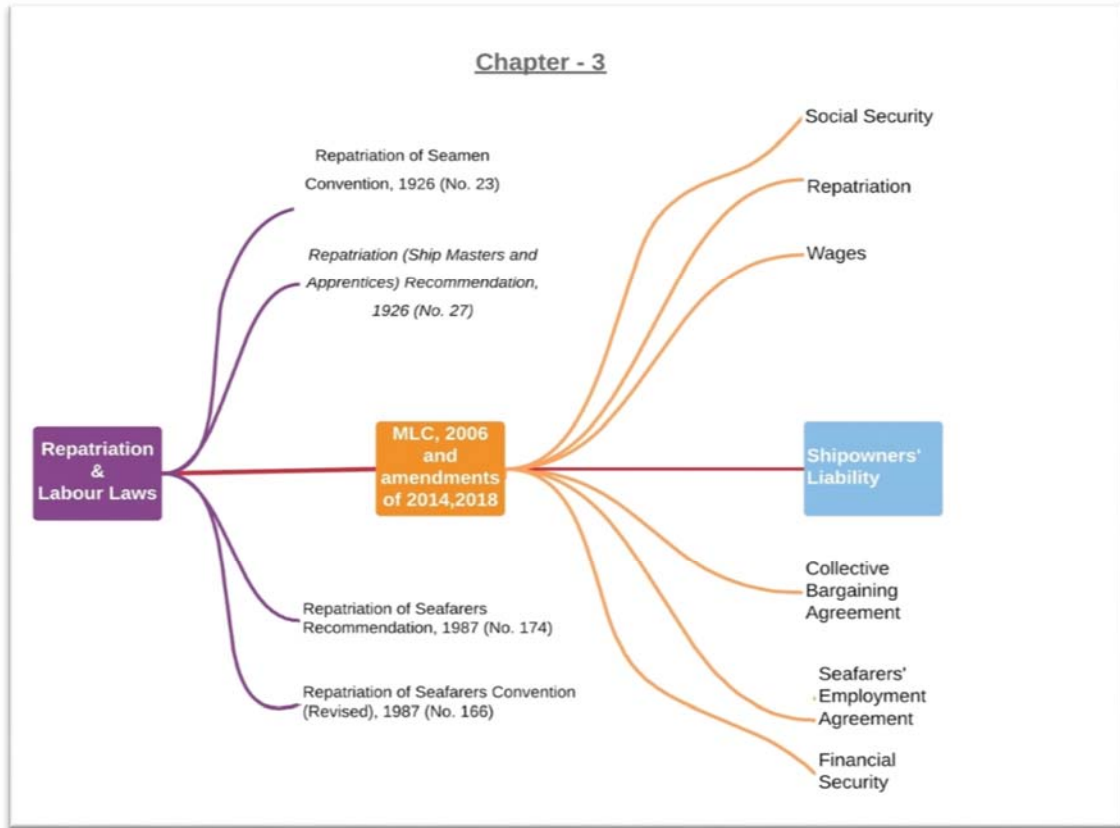 Chapter - 3
Repatriation of Seamen
Convention, 1926 (No. 23)
Repatriation (Ship Masters and
Apprentices) Recommendation,
1926 (No. 27)
Repatriation
&
Labour Laws
Repatriation of Seafarers
Recommendation, 1987 (No. 174)
Repatriation of Seafarers Convention
(Revised), 1987 (No. 166)
MLC, 2006
and
amendments
of 2014,2018
Social Security
Repatriation
Wages
Shipowners'
Liability
Collective
Bargaining
Agreement
Seafarers'
Employment
Agreement
Financial
Security